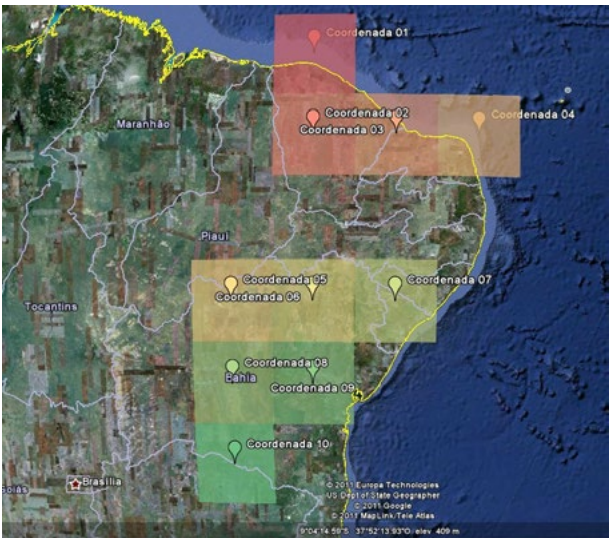 Coordenada 01
Coordenada 02
Coordenada 04
Maranhão
Coordenada 03
Piauí
Coordenada 05
Coordenada 07
Coordenada 06
Tocantins
Coordenada 08
Bahia
Coordenada 09
Coordenada 10
Brasília
Goiás
© 2011 Europa Technologies
US Dept of State Geographer
© 2011 Google
© 2011 MapLink/Tele Atlas
9°04'14.59"S 37°52'13.93"O elev 409 m